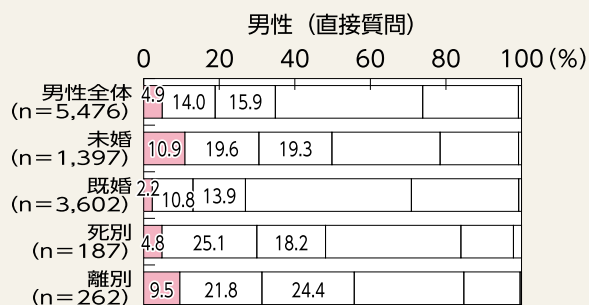 男性（直接質問）
0 20 40 60 80 100(%)
男性全体
(n＝5,476)
4.9 14.0 15.9
未婚
(n＝1,397)
10.9 19.6 19.3
既婚
(n＝3,602)
2.2 10.8 13.9
死別
(n＝187)
4.8 25.1 18.2
離別
(n＝262)
9.5 21.8 24.4